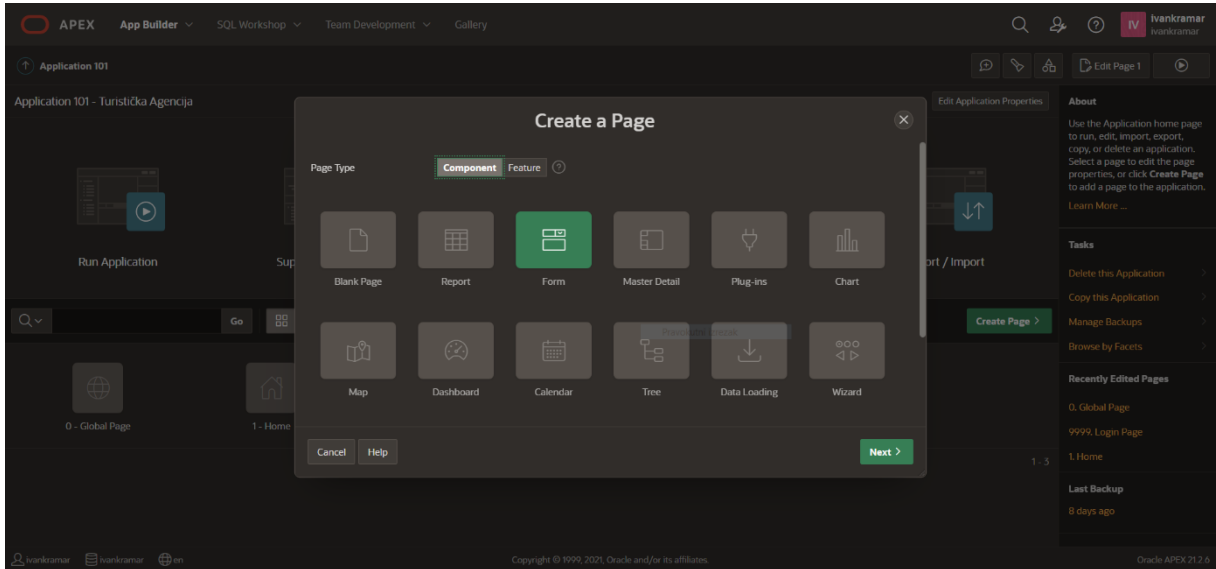 APEX App Builder SQL Workshop Team Development Gallery
IV ivankramar
ivankramar
Application 101
Edit Page 1
Application 101 - Turistička Agencija
Edit Application Properties
Run Application
Sup
ort / Import
Go
Create Page >
0 - Global Page
1 - Home
1 - 3
Create a Page
Page Type Component Feature
Blank Page Report Form Master Detail Plug-ins Chart
Map Dashboard Calendar Tree Data Loading Wizard
Cancel Help Next >
About
Use the Application home page
to run, edit, import, export,
copy, or delete an application.
Select a page to edit the page
properties, or click Create Page
to add a page to the application.
Learn More ...
Tasks
Delete this Application
Copy this Application
Manage Backups
Browse by Facets
Recently Edited Pages
0. Global Page
9999. Login Page
1. Home
Last Backup
8 days ago
ivankramar ivankramar en
Copyright © 1999, 2021, Oracle and/or its affiliates.
Oracle APEX 21.2.6